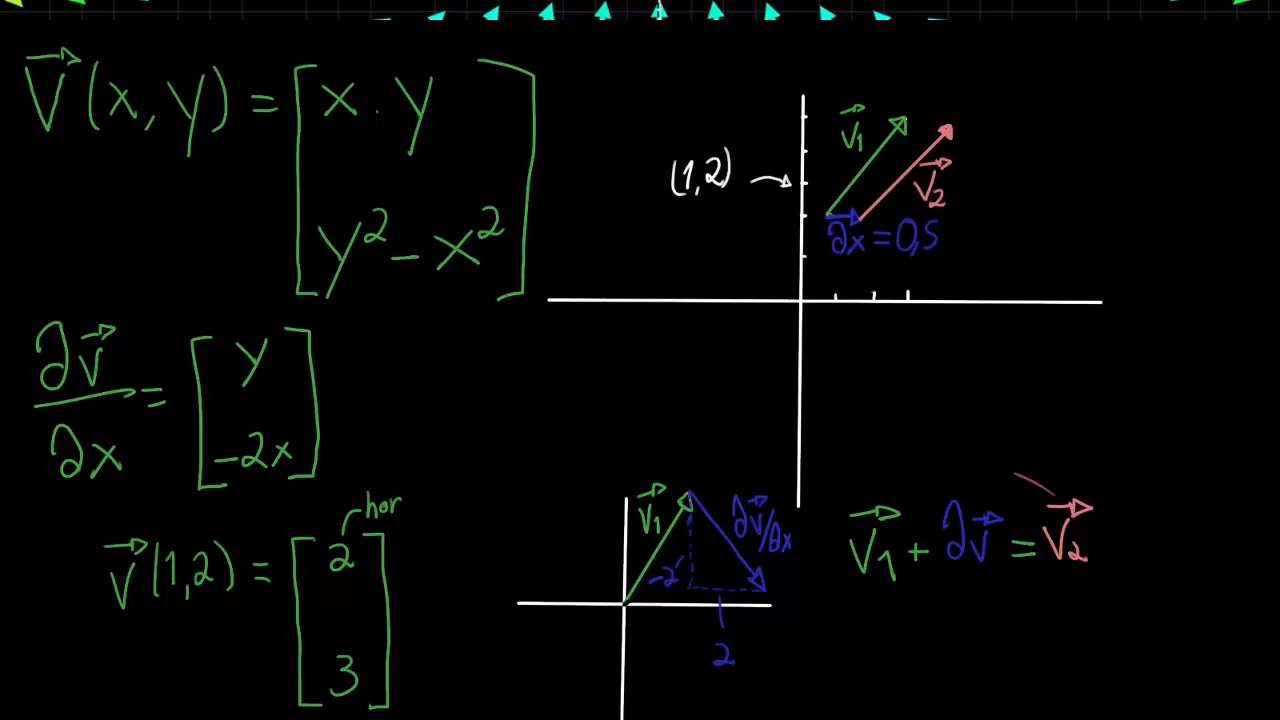 V⃗(x, y) = [x · y
y² − x²]
∂v⃗/∂x = [y
−2x]
v⃗(1,2) = [2 hor
3]
(1,2) →
v⃗₁
v⃗₂
∂x = 0,5
v⃗₁
∂v⃗/∂x
−2
2
v⃗₁ + ∂v⃗ = v⃗₂